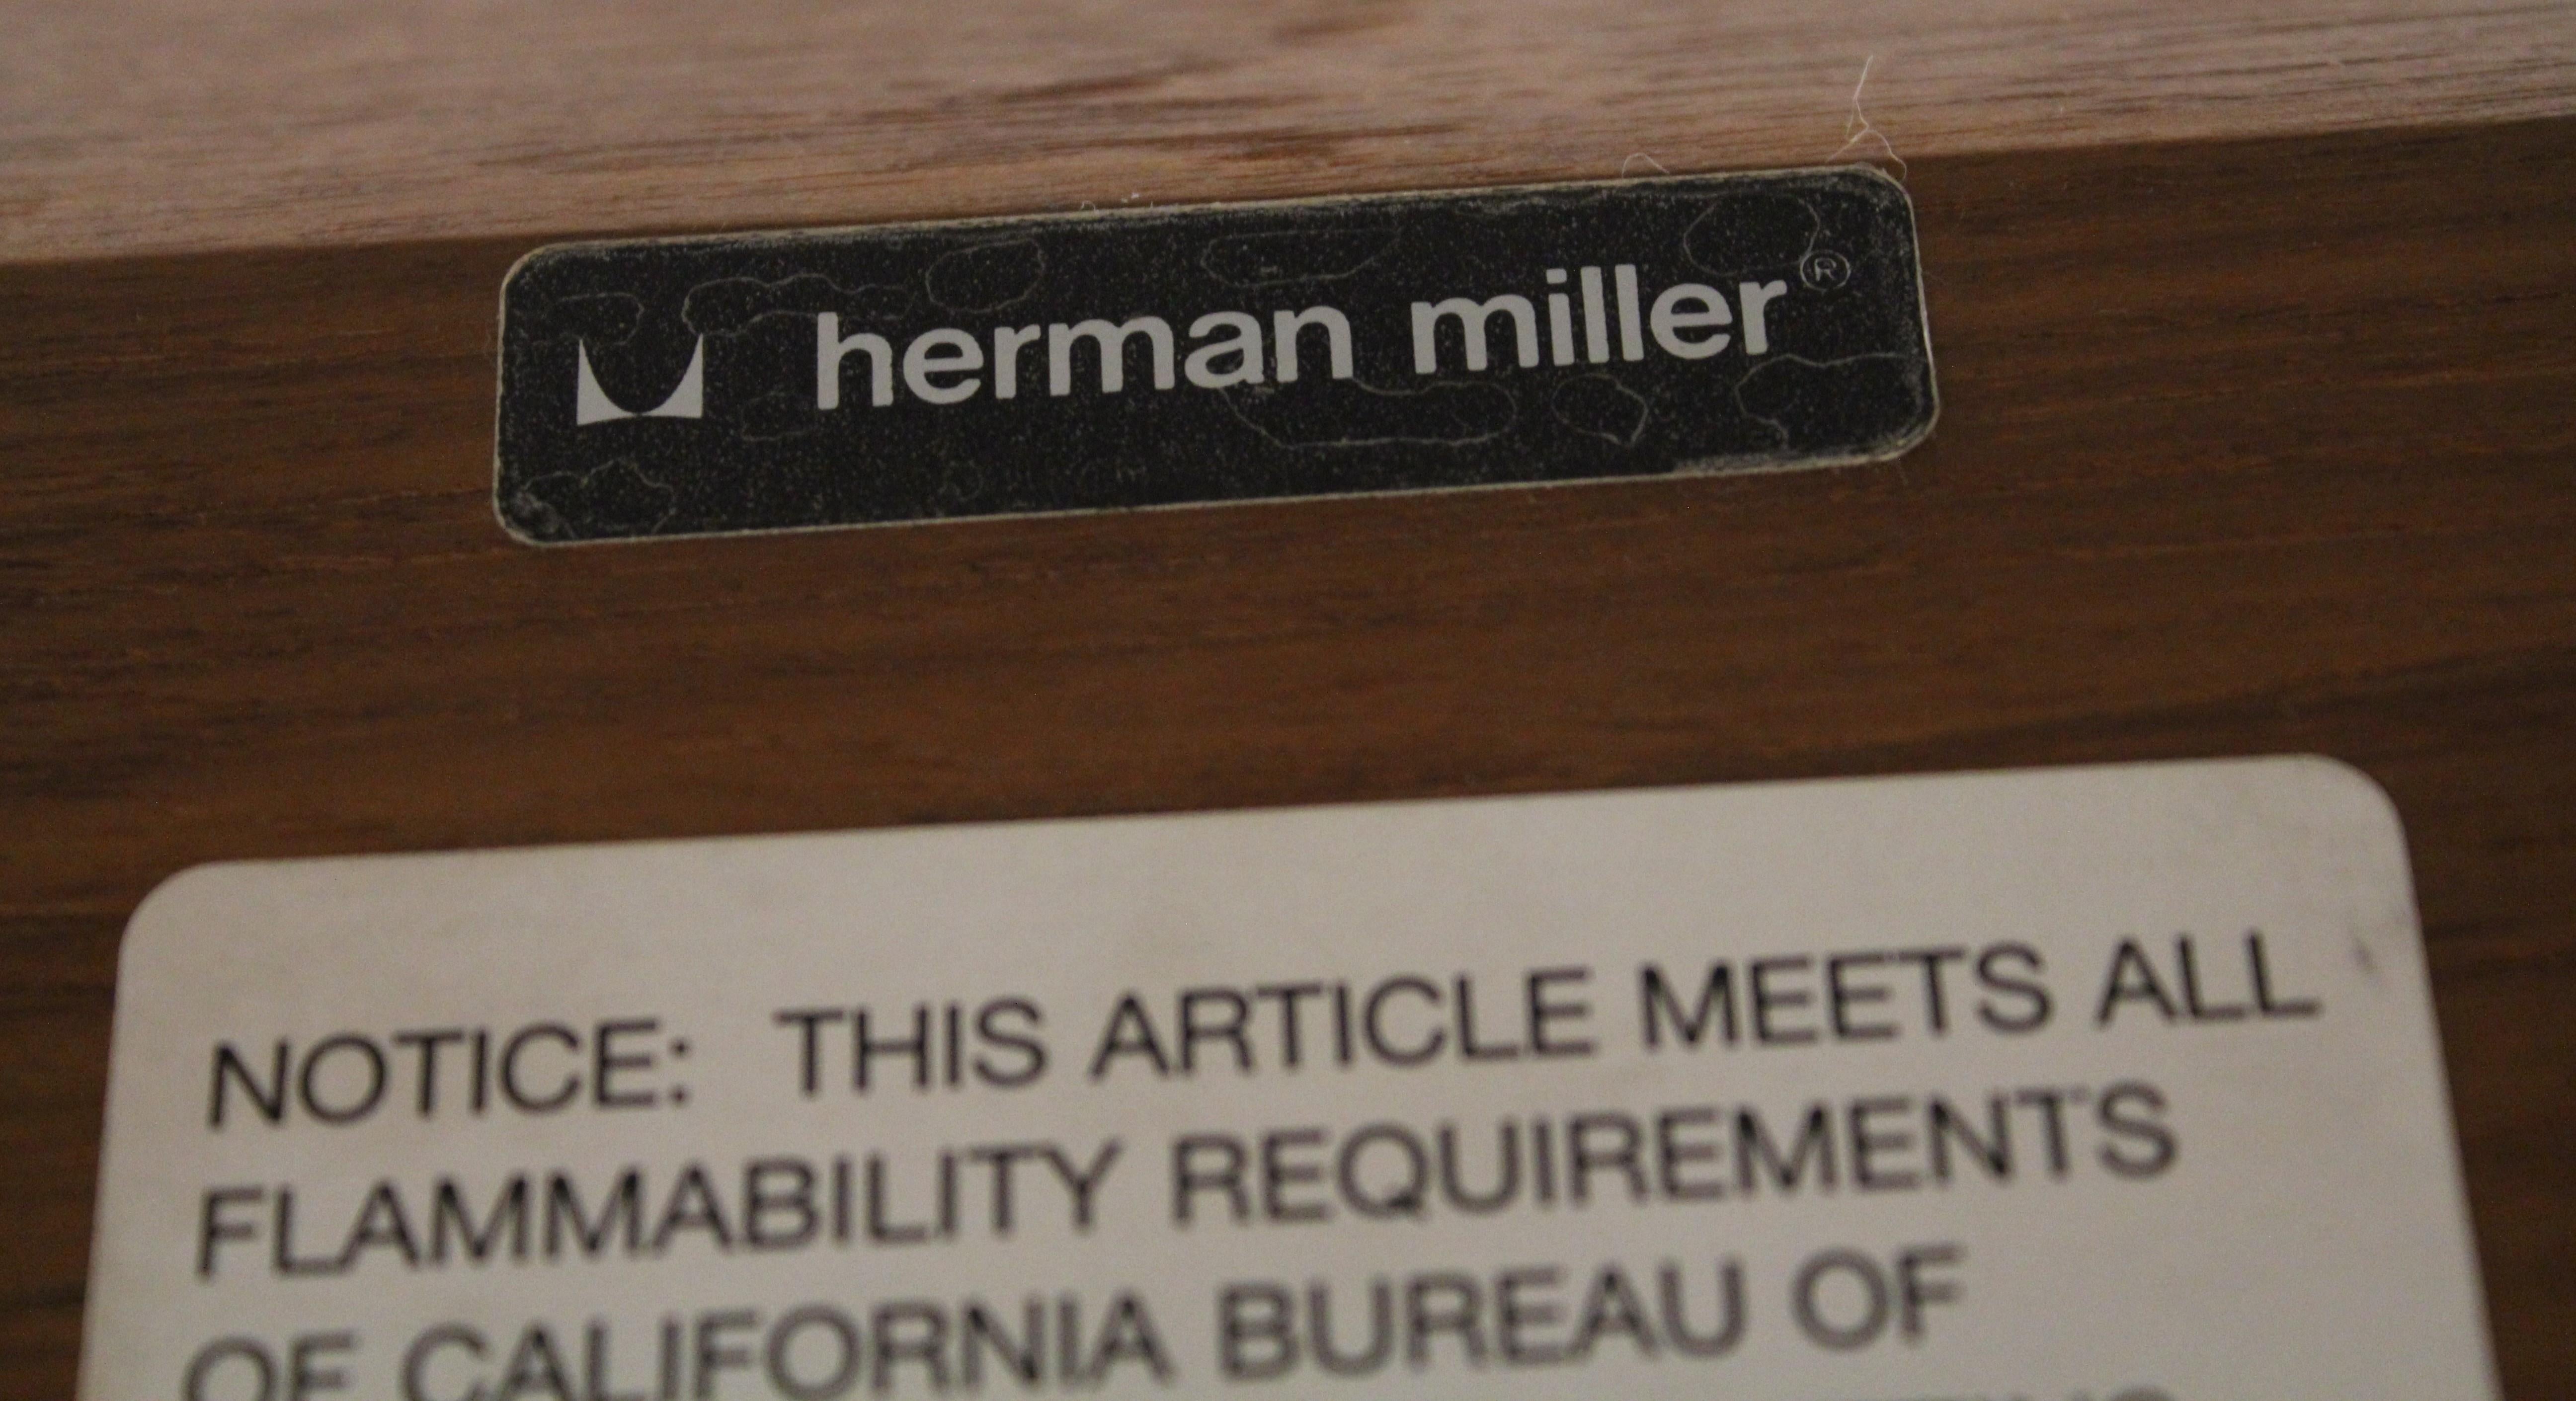 herman miller®
NOTICE: THIS ARTICLE MEETS ALL
FLAMMABILITY REQUIREMENTS
OF CALIFORNIA BUREAU OF